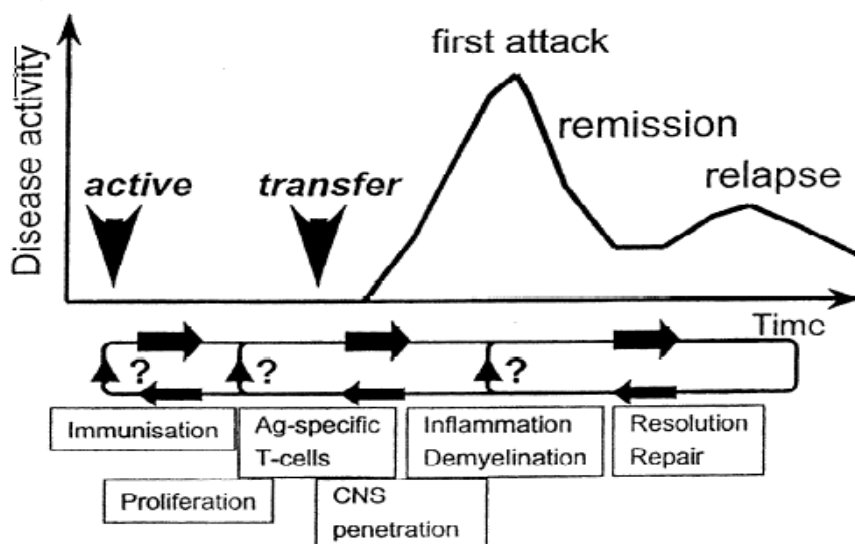 first attack
remission
relapse
active
transfer
Disease activity
Timc
?
?
?
Immunisation
Ag-specific
T-cells
Inflammation
Demyelination
Resolution
Repair
Proliferation
CNS
penetration